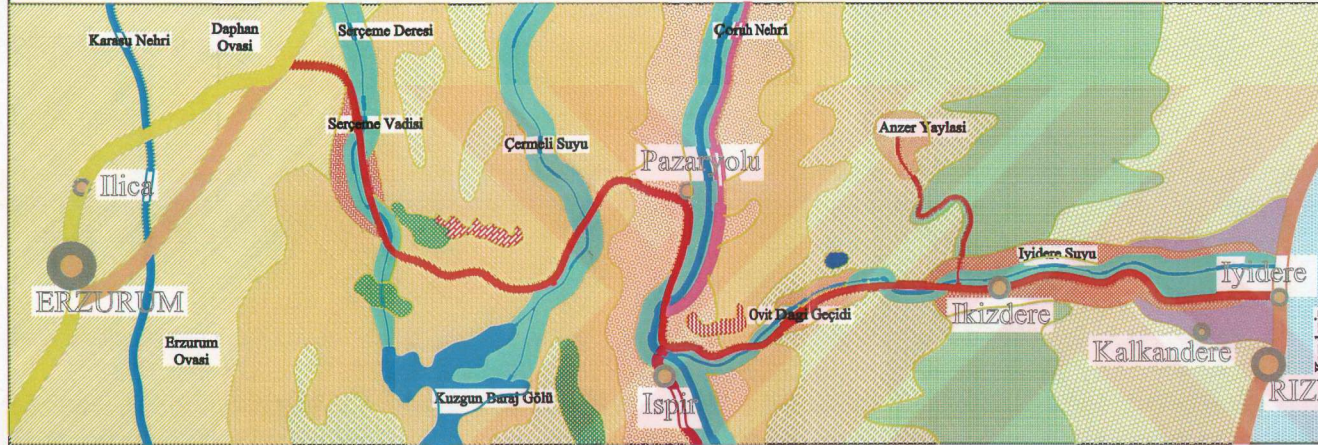 Karasu Nehri
Daphan
Ovasi
Serçeme Deresi
Çoruh Nehri
Serçeme Vadisi
Çermeli Suyu
Anzer Yaylasi
Pazaryolu
Ilica
ERZURUM
Iyidere Suyu
Iyidere
Ikizdere
Ovit Dagi Geçidi
Erzurum
Ovasi
Kalkandere
Kuzgun Baraj Gölü
Ispir